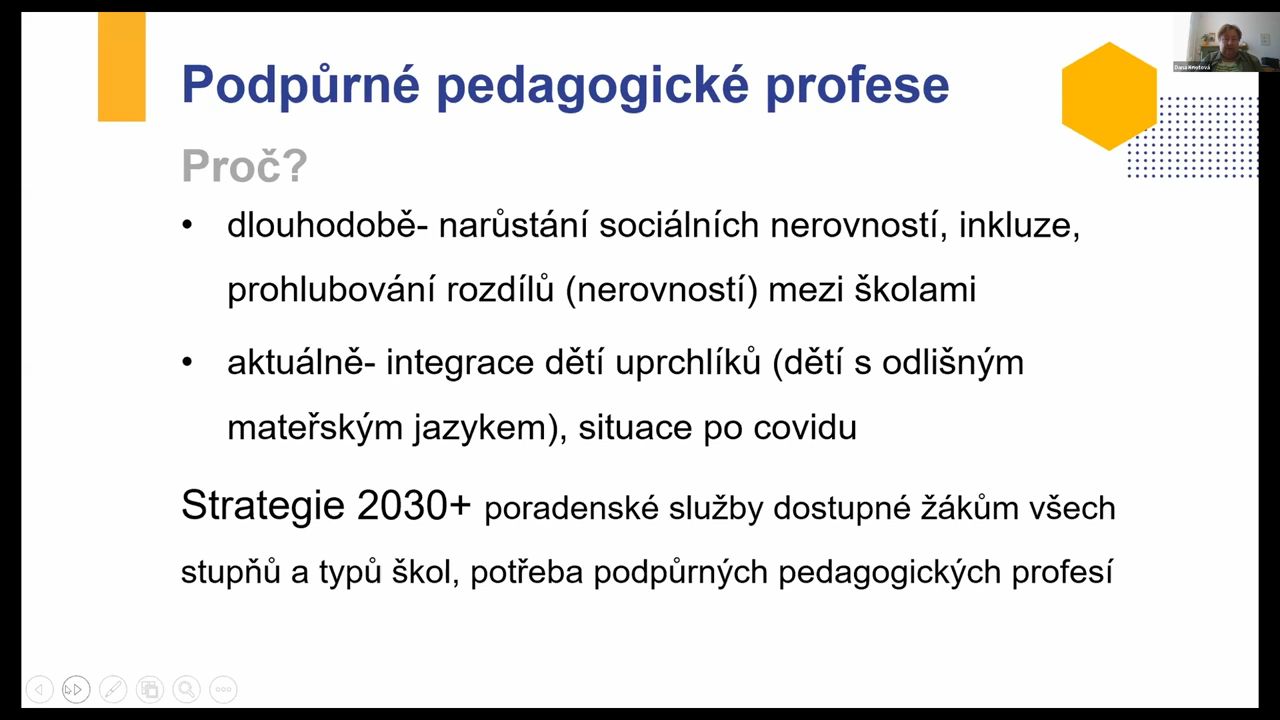 Podpůrné pedagogické profese
Proč?
• dlouhodobě- narůstání sociálních nerovností, inkluze,
prohlubování rozdílů (nerovností) mezi školami
• aktuálně- integrace dětí uprchlíků (dětí s odlišným
mateřským jazykem), situace po covidu
Strategie 2030+ poradenské služby dostupné žákům všech
stupňů a typů škol, potřeba podpůrných pedagogických profesí
Dana Knotová